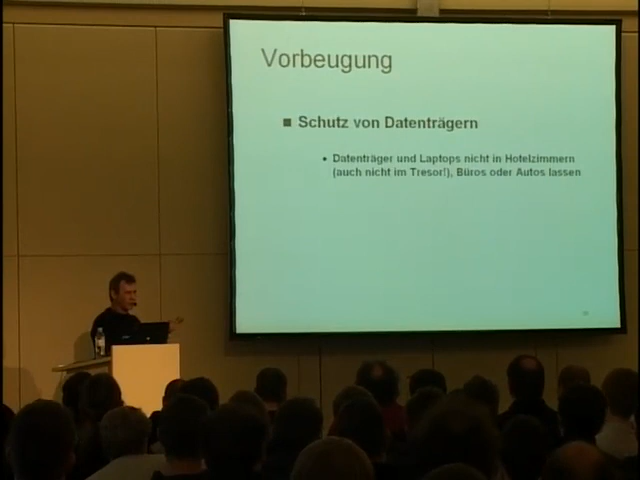 Vorbeugung
Schutz von Datenträgern
Datenträger und Laptops nicht in Hotelzimmern
(auch nicht im Tresor!), Büros oder Autos lassen